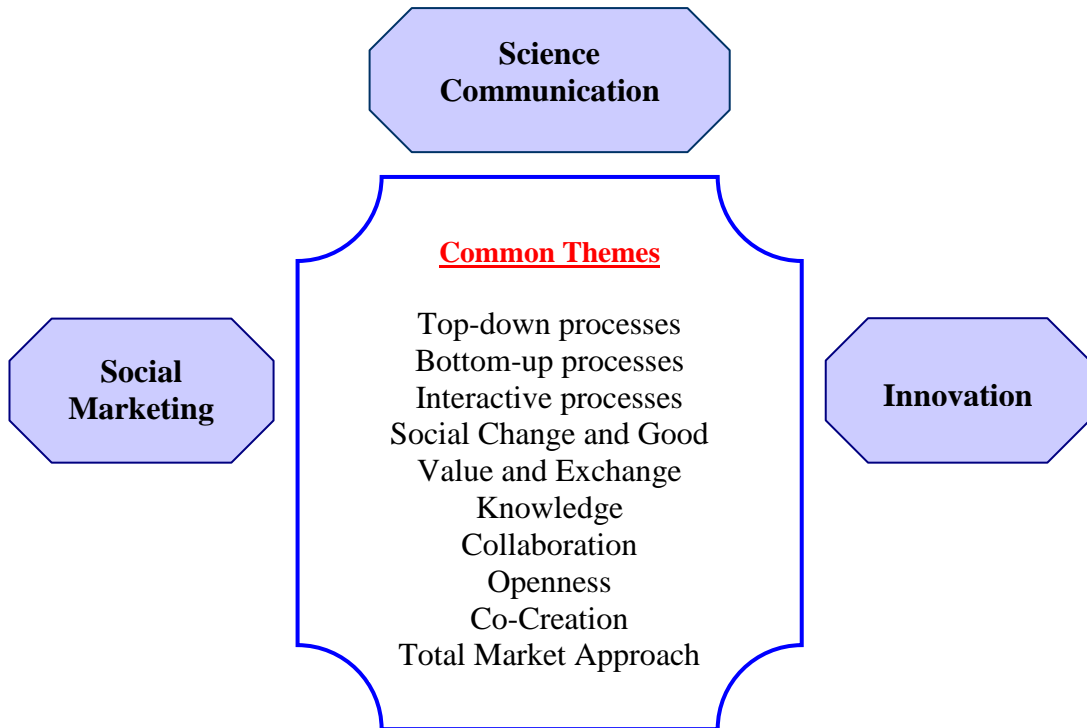 Science
Communication
Common Themes
Top-down processes
Bottom-up processes
Interactive processes
Social Change and Good
Value and Exchange
Knowledge
Collaboration
Openness
Co-Creation
Total Market Approach
Social
Marketing
Innovation